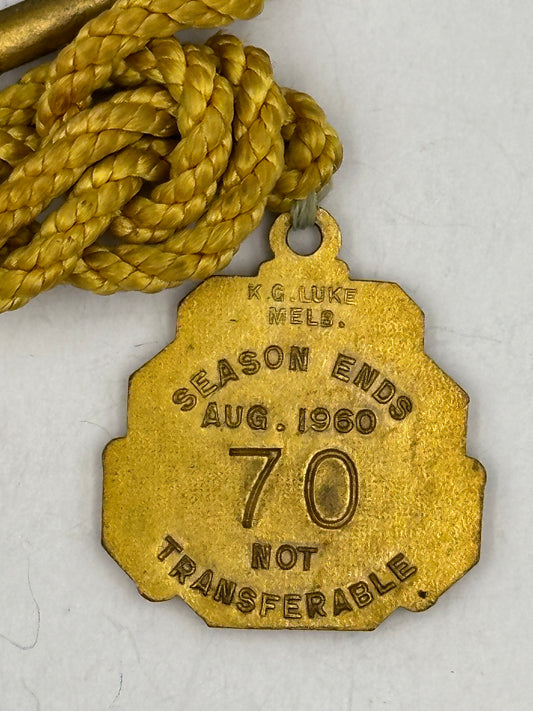 K.G.LUKE
MELB.
SEASON ENDS
AUG. 1960
70
NOT
TRANSFERABLE